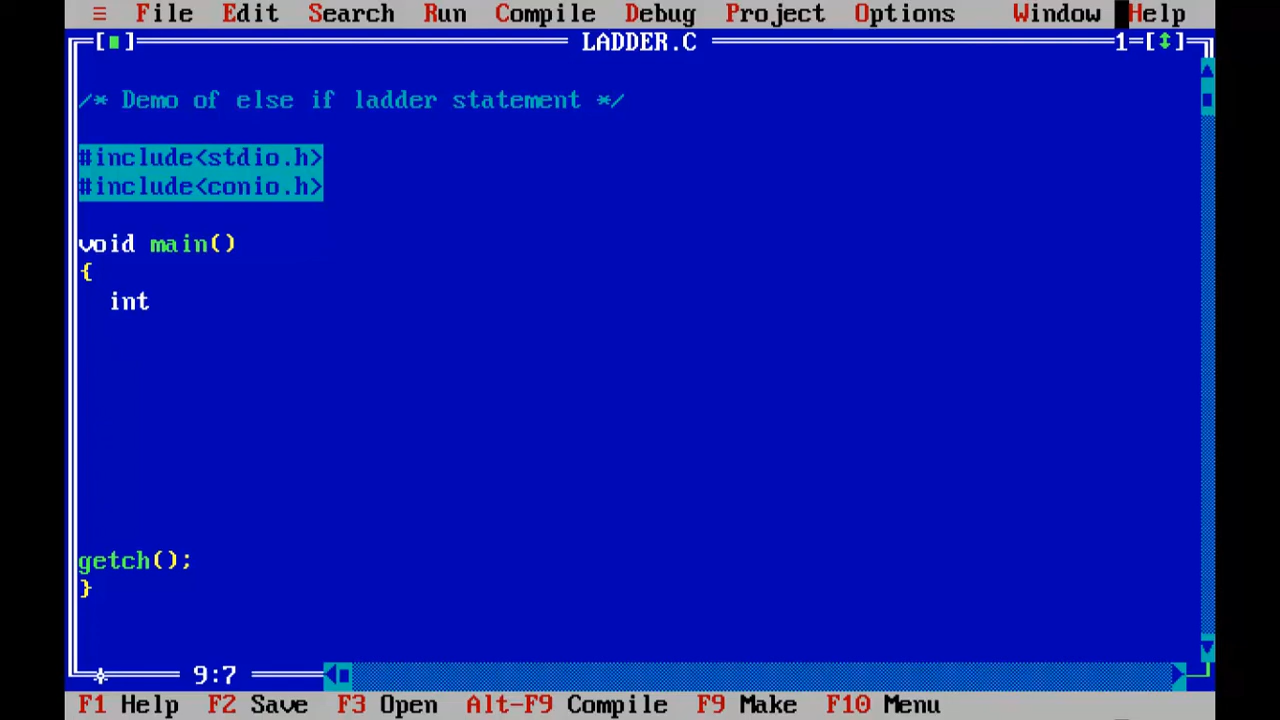 ≡ File Edit Search Run Compile Debug Project Options Window Help
[■] LADDER.C 1=[↕]
/* Demo of else if ladder statement */
#include<stdio.h>
#include<conio.h>
void main()
{
int
getch();
}
* 9:7
F1 Help F2 Save F3 Open Alt-F9 Compile F9 Make F10 Menu